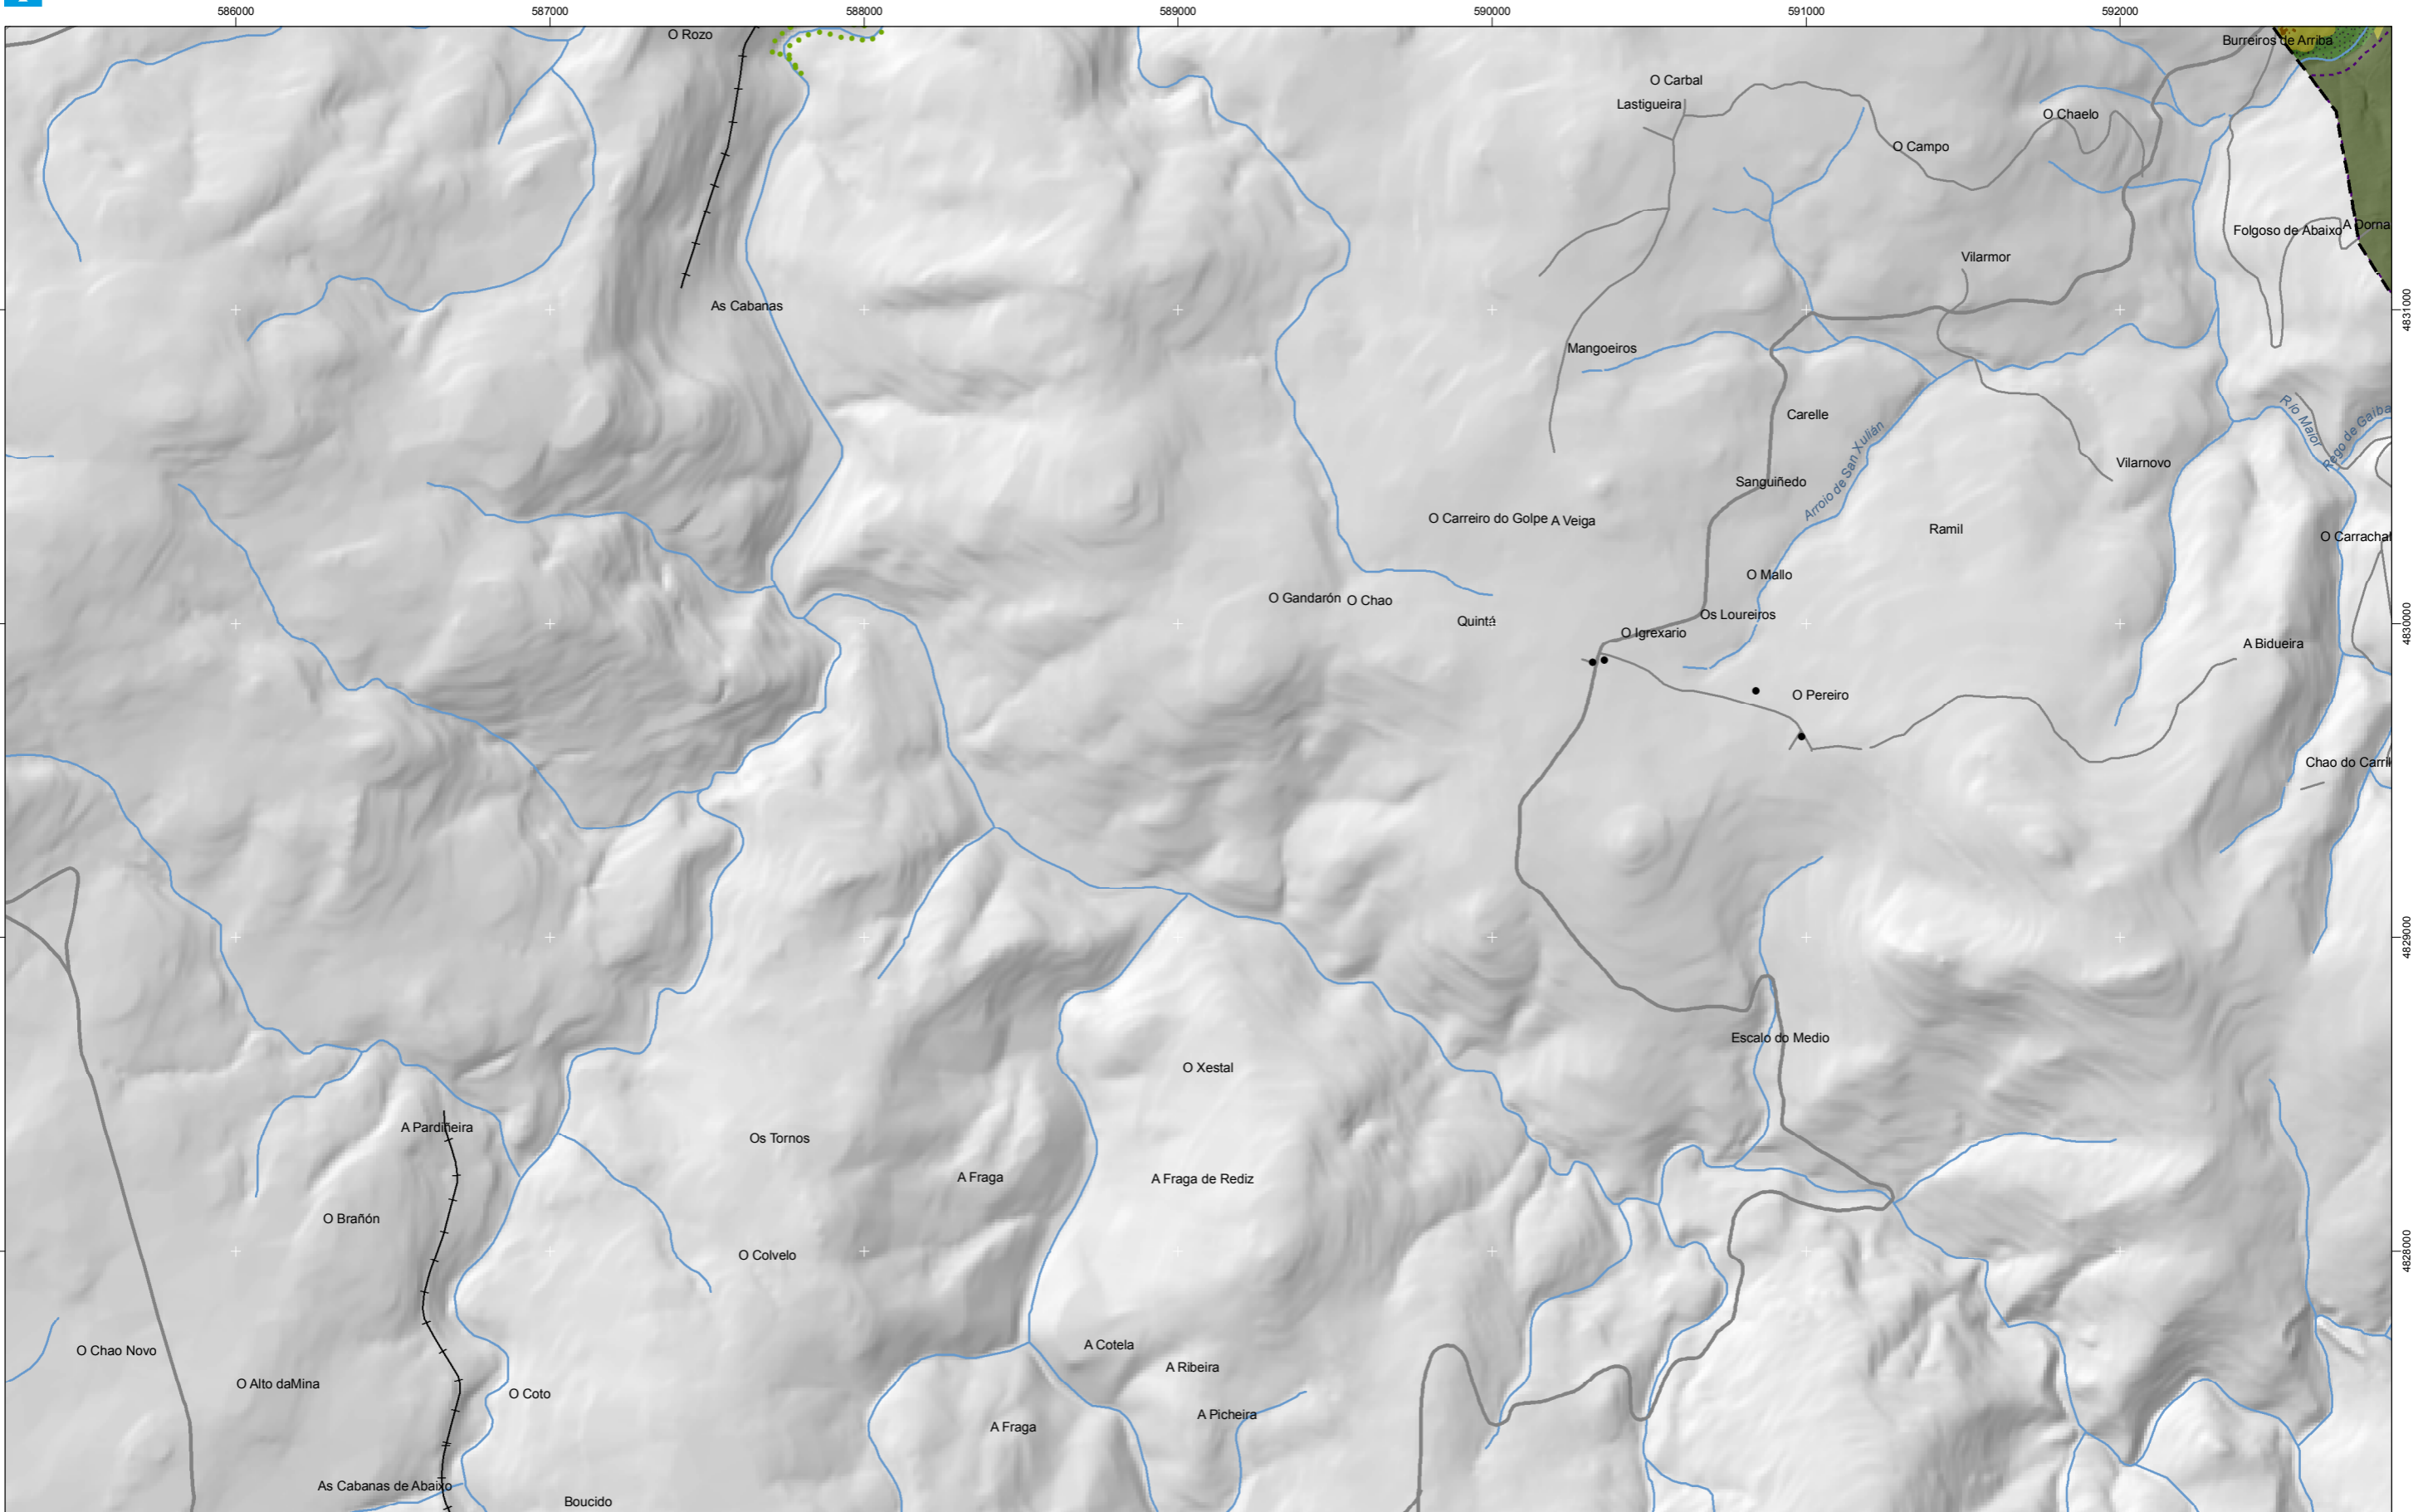 586000
587000
588000
589000
590000
591000
592000
O Rozo
Burreiros de Arriba
O Carbal
Lastigueira
O Chaelo
O Campo
A Dorna
Folgoso de Abaixo
Vilarmor
As Cabanas
4831000
Mangoeiros
Carelle
Río Maior
Rego de Gaiba
Arroio de San Xulián
Vilarnovo
Sanguiñedo
O Carreiro do Golpe
A Veiga
Ramil
O Carrachal
O Mallo
O Gandarón
O Chao
Os Loureiros
Quintá
O Igrexario
4830000
A Bidueira
O Pereiro
Chao do Carril
4829000
Escalo do Medio
O Xestal
A Pardiñeira
Os Tornos
A Fraga
A Fraga de Rediz
O Brañón
O Colvelo
4828000
A Cotela
O Chao Novo
A Ribeira
O Alto daMina
O Coto
A Picheira
A Fraga
As Cabanas de Abaixo
Boucido